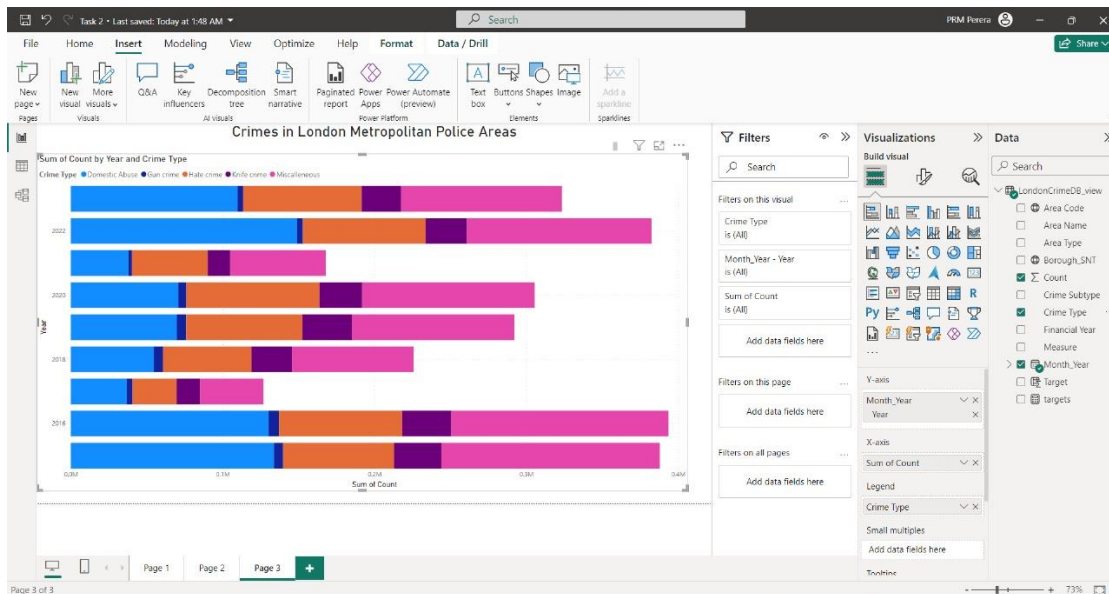 Task 2 • Last saved: Today at 1:48 AM
Search
PRM Perera
File Home Insert Modeling View Optimize Help Format Data / Drill
Share
New page
New visual
More visuals
Q&A
Key influencers
Decomposition tree
Smart narrative
Paginated report
Power Apps
Power Automate (preview)
Text box
Buttons
Shapes
Image
Add a sparkline
Pages
Visuals
AI visuals
Power Platform
Elements
Sparklines
Crimes in London Metropolitan Police Areas
Sum of Count by Year and Crime Type
Crime Type Domestic Abuse Gun crime Hate crime Knife crime Miscalleneous
2022
2020
2018
2016
Year
0.0M 0.1M 0.2M 0.3M 0.4M
Sum of Count
Filters
Search
Filters on this visual ...
Crime Type
is (All)
Month_Year - Year
is (All)
Sum of Count
is (All)
Add data fields here
Filters on this page ...
Add data fields here
Filters on all pages ...
Add data fields here
Visualizations
Build visual
R
Py
...
Y-axis
Month_Year
Year
X-axis
Sum of Count
Legend
Crime Type
Small multiples
Add data fields here
Tooltips
Data
Search
LondonCrimeDB_view
Area Code
Area Name
Area Type
Borough_SNT
Count
Crime Subtype
Crime Type
Financial Year
Measure
Month_Year
Target
targets
Page 1 Page 2 Page 3
Page 3 of 3
73%